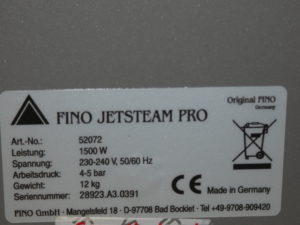 Original FINO
Germany
FINO JETSTEAM PRO
Art.-No.: 52072
Leistung: 1500 W
Spannung: 230-240 V, 50/60 Hz
Arbeitsdruck: 4-5 bar
Gewicht: 12 kg
Seriennummer: 28923.A3.0391
CE Made in Germany
FINO GmbH - Mangelsfeld 18 - D-97708 Bad Bocklet - Tel +49-9708-909420